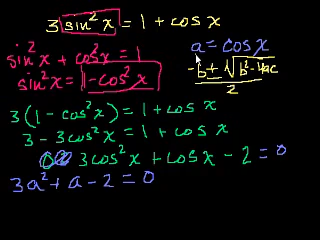 3 sin²x = 1 + cos x
sin²x + cos²x = 1
sin²x = 1 - cos²x
a = cos x
-b ± √(b² - 4ac)
2
3(1 - cos²x) = 1 + cos x
3 - 3cos²x = 1 + cos x
3cos²x + cos x - 2 = 0
3a² + a - 2 = 0